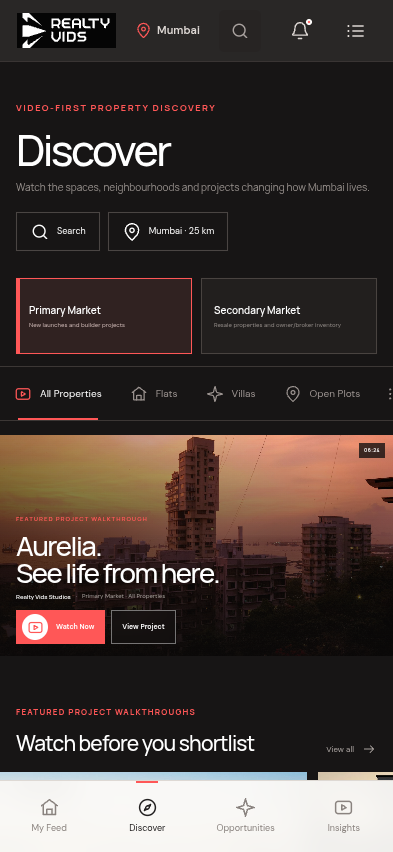 REALTY
VIDS
Mumbai
VIDEO-FIRST PROPERTY DISCOVERY
Discover
Watch the spaces, neighbourhoods and projects changing how Mumbai lives.
Search
Mumbai · 25 km
Primary Market
New launches and builder projects
Secondary Market
Resale properties and owner/broker inventory
All Properties
Flats
Villas
Open Plots
06:24
FEATURED PROJECT WALKTHROUGH
Aurelia.
See life from here.
Realty Vids Studios
Primary Market · All Properties
Watch Now
View Project
FEATURED PROJECT WALKTHROUGHS
Watch before you shortlist
View all
My Feed
Discover
Opportunities
Insights